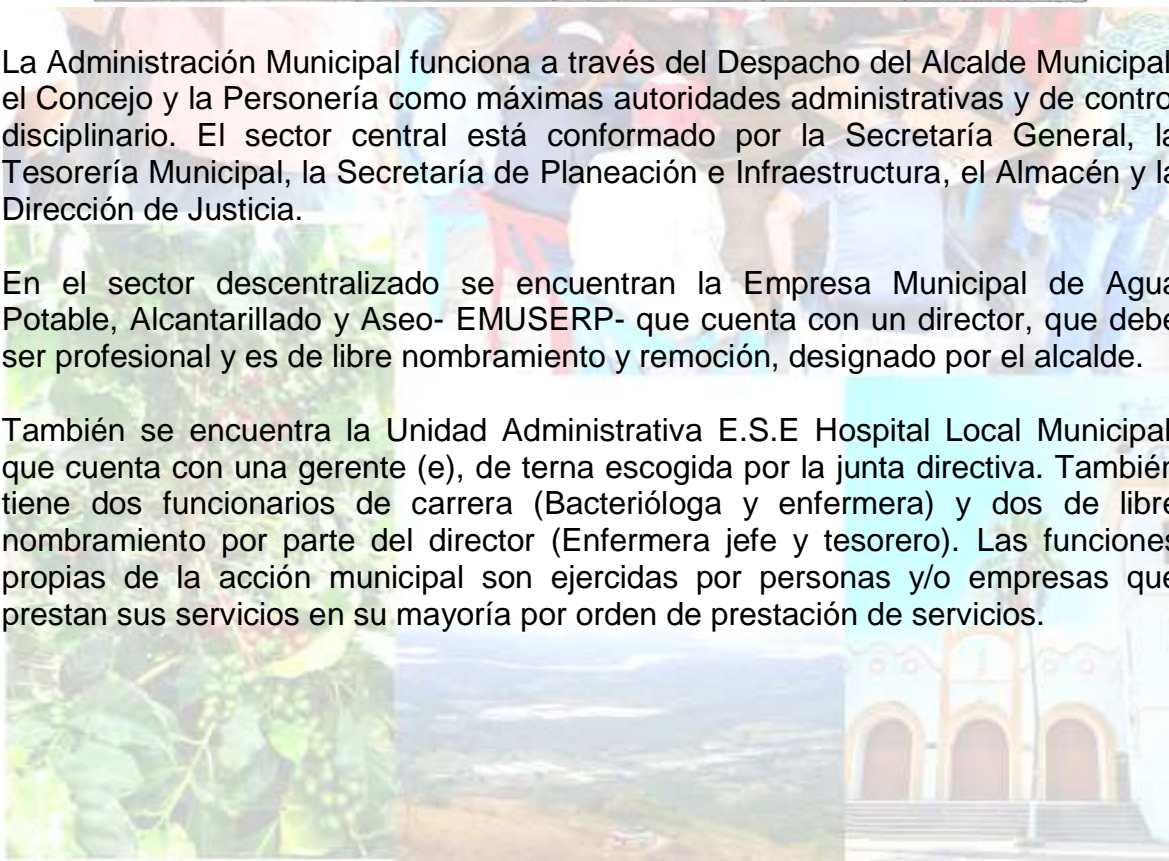 La Administración Municipal funciona a través del Despacho del Alcalde Municipal
el Concejo y la Personería como máximas autoridades administrativas y de contro
disciplinario. El sector central está conformado por la Secretaría General, la
Tesorería Municipal, la Secretaría de Planeación e Infraestructura, el Almacén y la
Dirección de Justicia.
En el sector descentralizado se encuentran la Empresa Municipal de Agua
Potable, Alcantarillado y Aseo- EMUSERP- que cuenta con un director, que debe
ser profesional y es de libre nombramiento y remoción, designado por el alcalde.
También se encuentra la Unidad Administrativa E.S.E Hospital Local Municipal
que cuenta con una gerente (e), de terna escogida por la junta directiva. También
tiene dos funcionarios de carrera (Bacterióloga y enfermera) y dos de libre
nombramiento por parte del director (Enfermera jefe y tesorero). Las funciones
propias de la acción municipal son ejercidas por personas y/o empresas que
prestan sus servicios en su mayoría por orden de prestación de servicios.